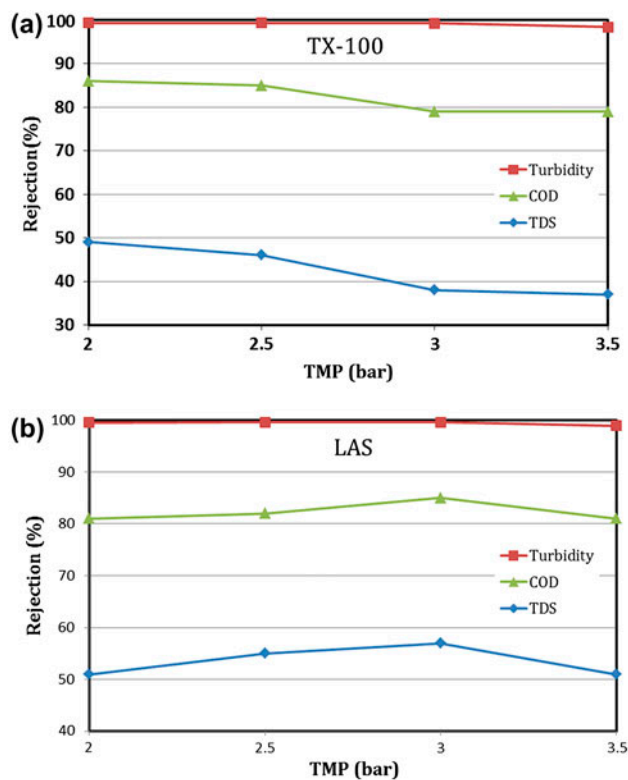 (a)
TX-100
100
90
80
70
60
50
40
30
Rejection(%)
Turbidity
COD
TDS
2 2.5 3 3.5
TMP (bar)
(b)
LAS
100
90
80
70
60
50
40
Rejection (%)
Turbidity
COD
TDS
2 2.5 3 3.5
TMP (bar)